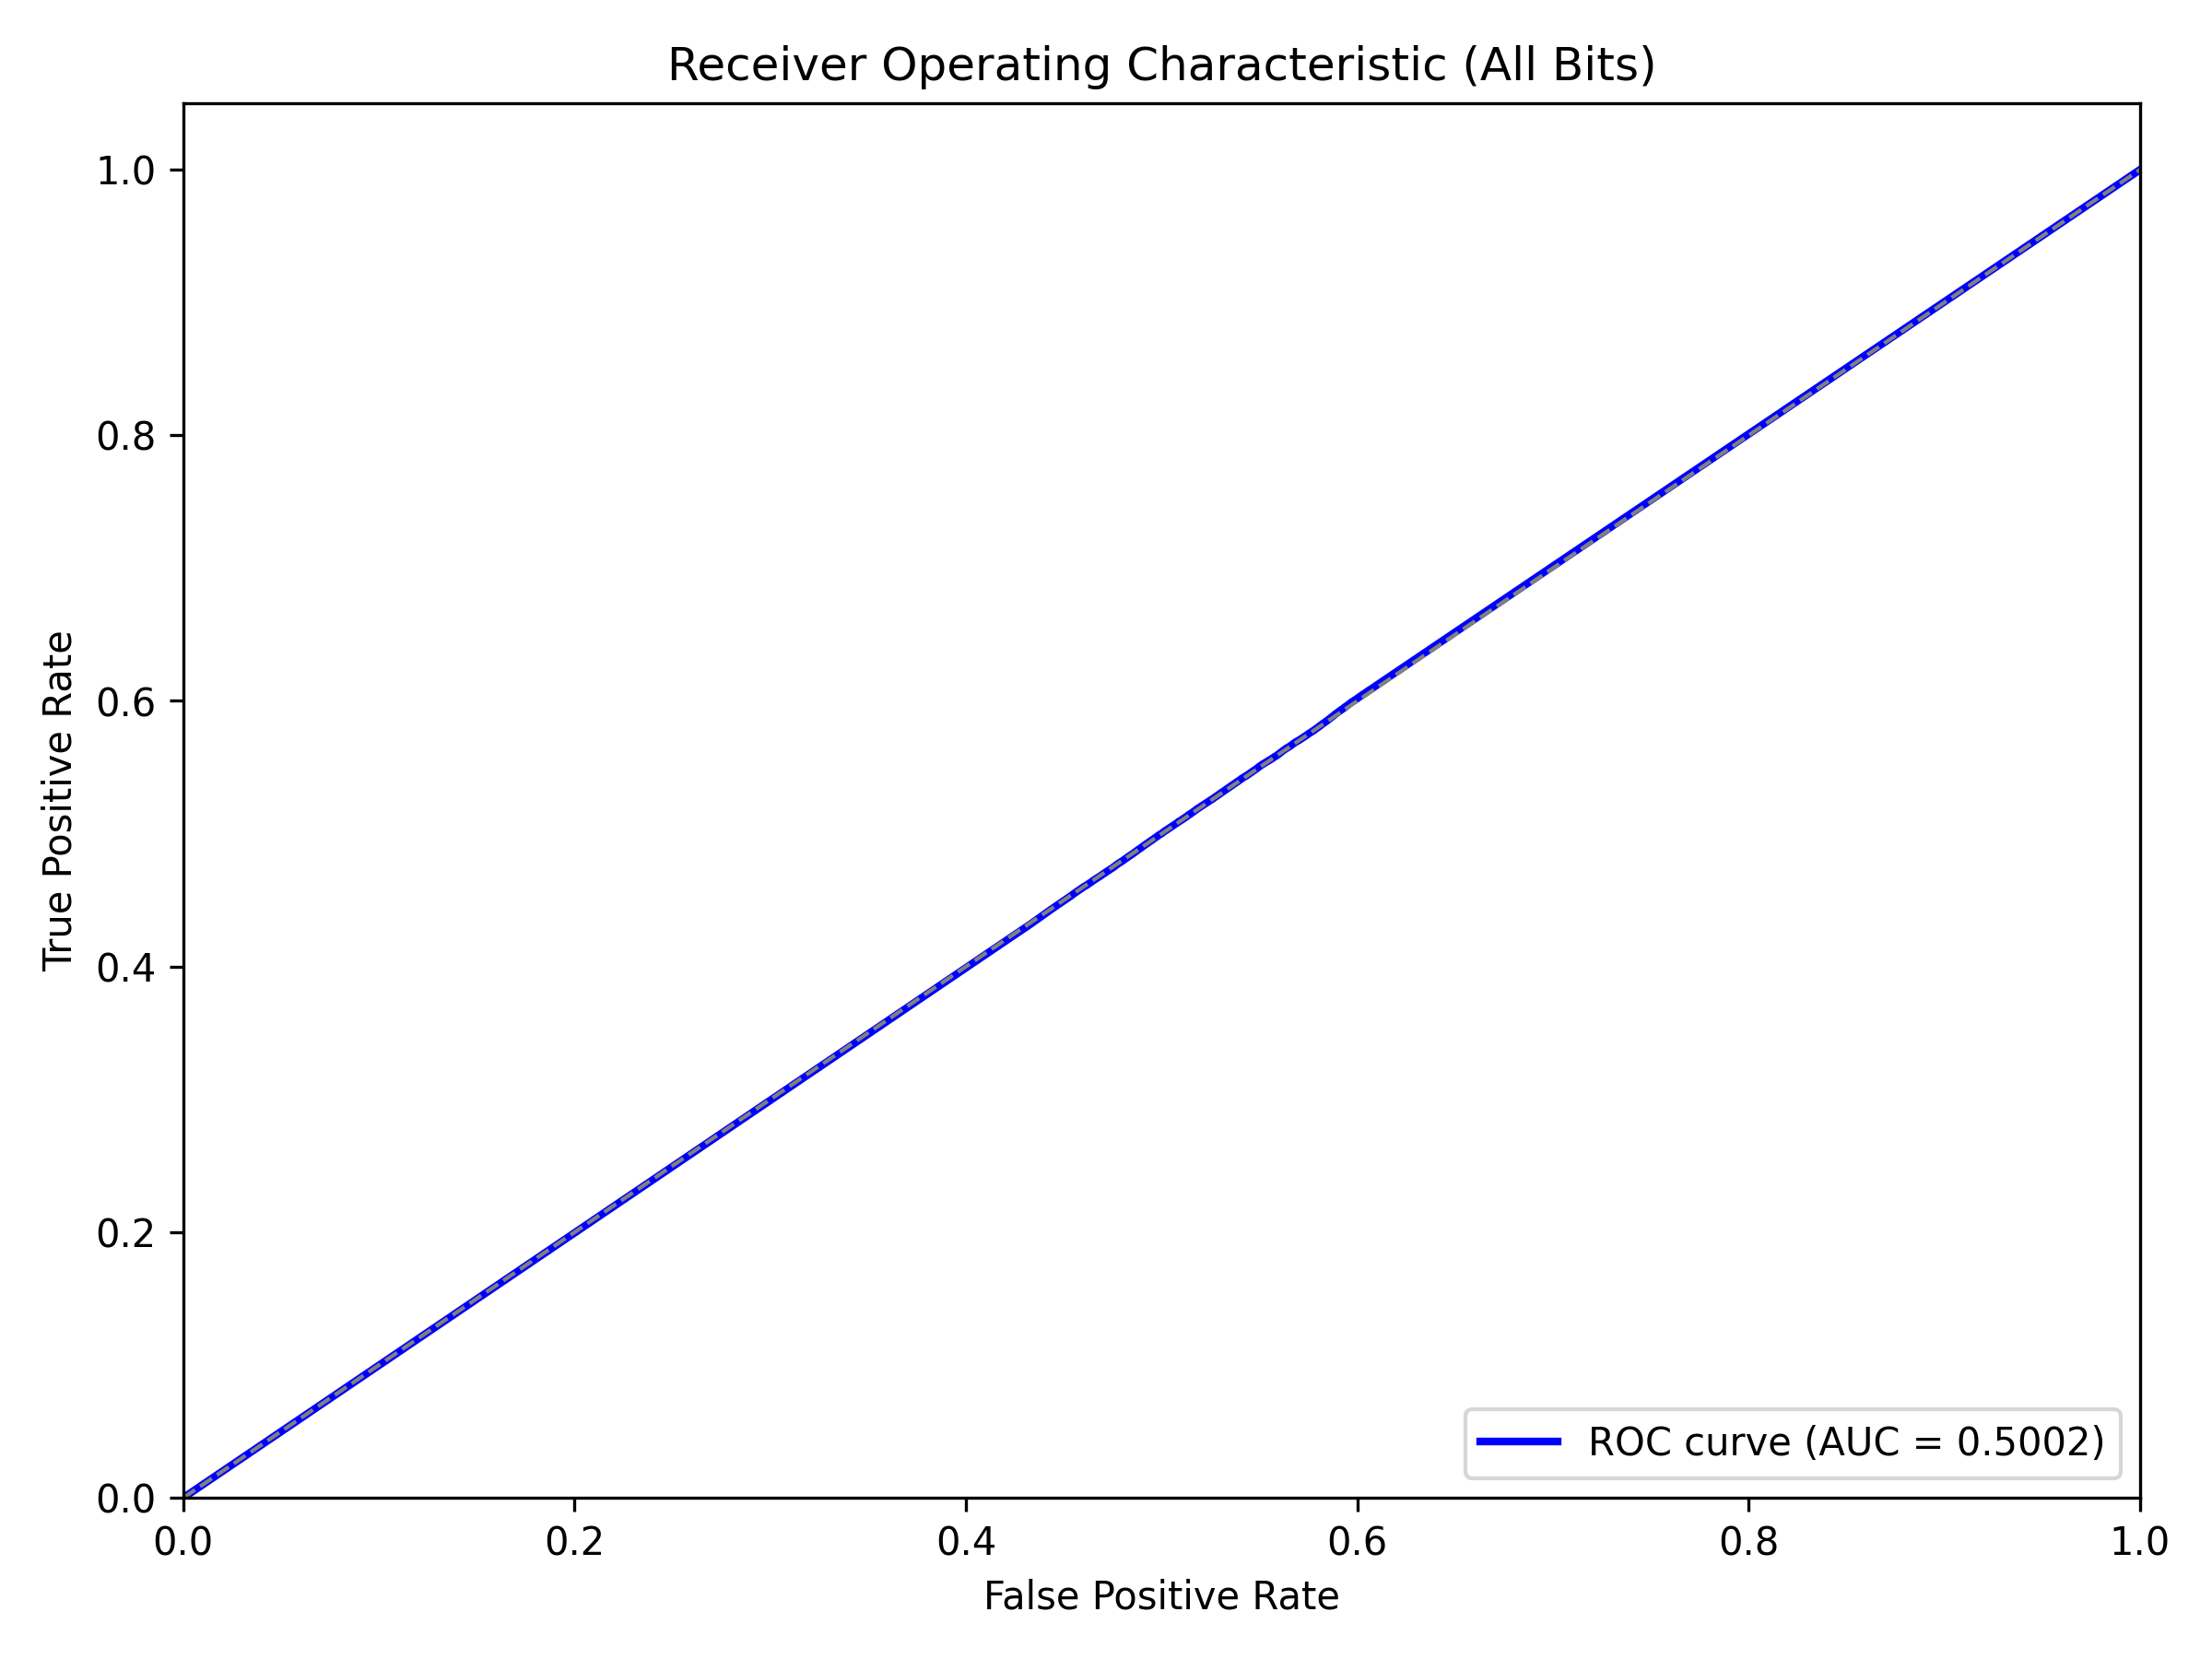 Receiver Operating Characteristic (All Bits)
True Positive Rate
1.0
0.8
0.6
0.4
0.2
0.0
0.0 0.2 0.4 0.6 0.8 1.0
False Positive Rate
ROC curve (AUC = 0.5002)